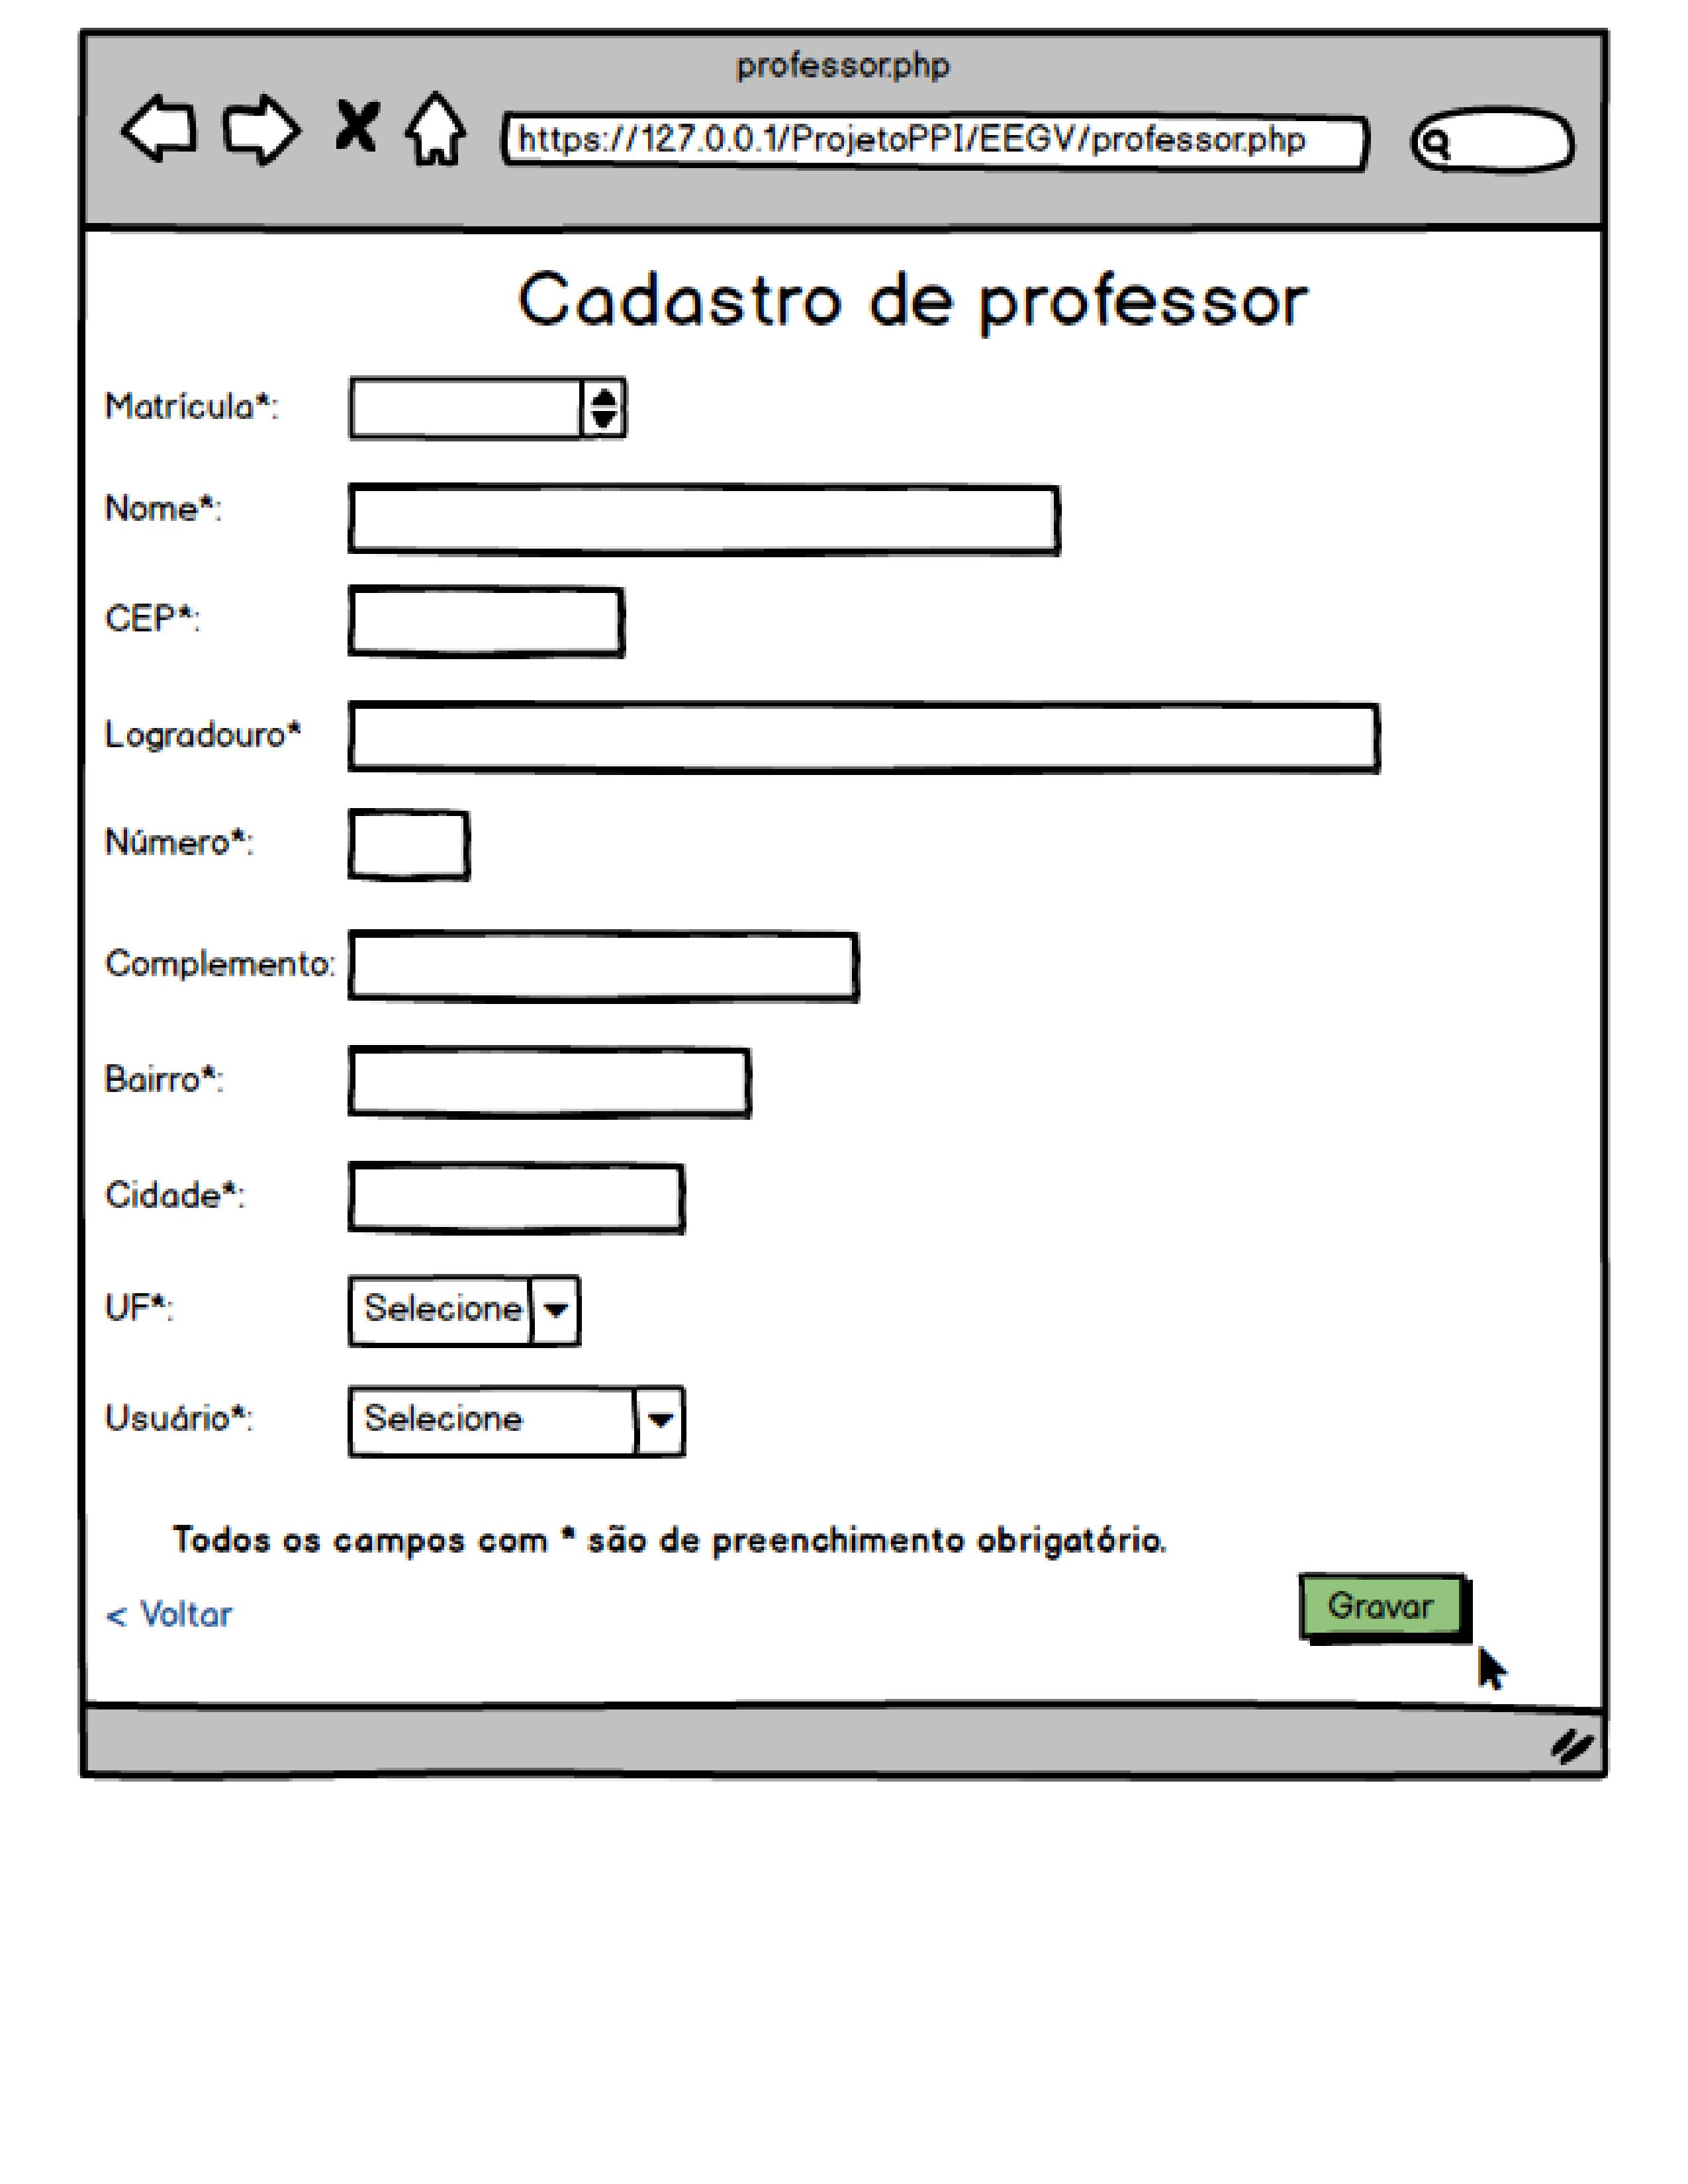 professor.php
https://127.0.0.1/ProjetoPPI/EEGV/professor.php
Cadastro de professor
Matrícula*:
Nome*:
CEP*:
Logradouro*
Número*:
Complemento:
Bairro*:
Cidade*:
UF*: Selecione
Usuário*: Selecione
Todos os campos com * são de preenchimento obrigatório.
< Voltar
Gravar